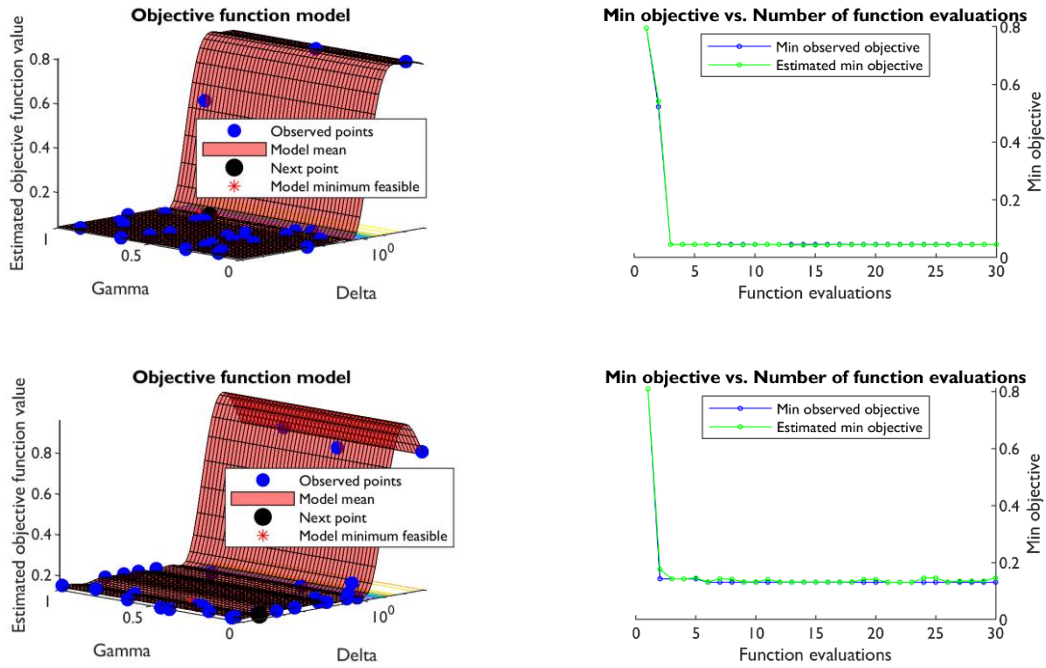 Objective function model
Estimated objective function value
0.8
0.6
0.4
0.2
Observed points
Model mean
Next point
Model minimum feasible
1
0.5
0
10⁰
Gamma
Delta
Min objective vs. Number of function evaluations
Min observed objective
Estimated min objective
0.8
0.6
0.4
0.2
0
Min objective
0 5 10 15 20 25 30
Function evaluations
Objective function model
Estimated objective function value
0.8
0.6
0.4
0.2
Observed points
Model mean
Next point
Model minimum feasible
1
0.5
0
10⁰
Gamma
Delta
Min objective vs. Number of function evaluations
Min observed objective
Estimated min objective
0.8
0.6
0.4
0.2
0
Min objective
0 5 10 15 20 25 30
Function evaluations